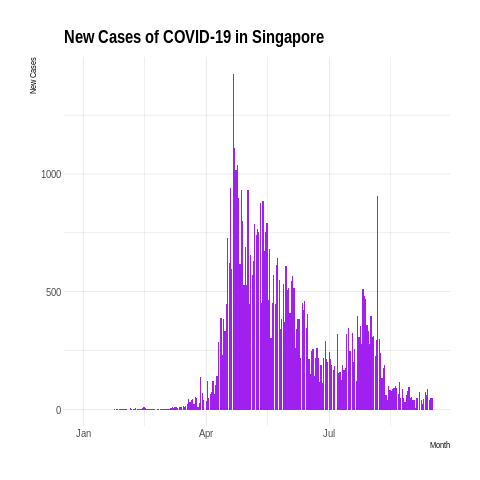 New Cases of COVID-19 in Singapore
New Cases
1000
500
0
Jan Apr Jul
Month